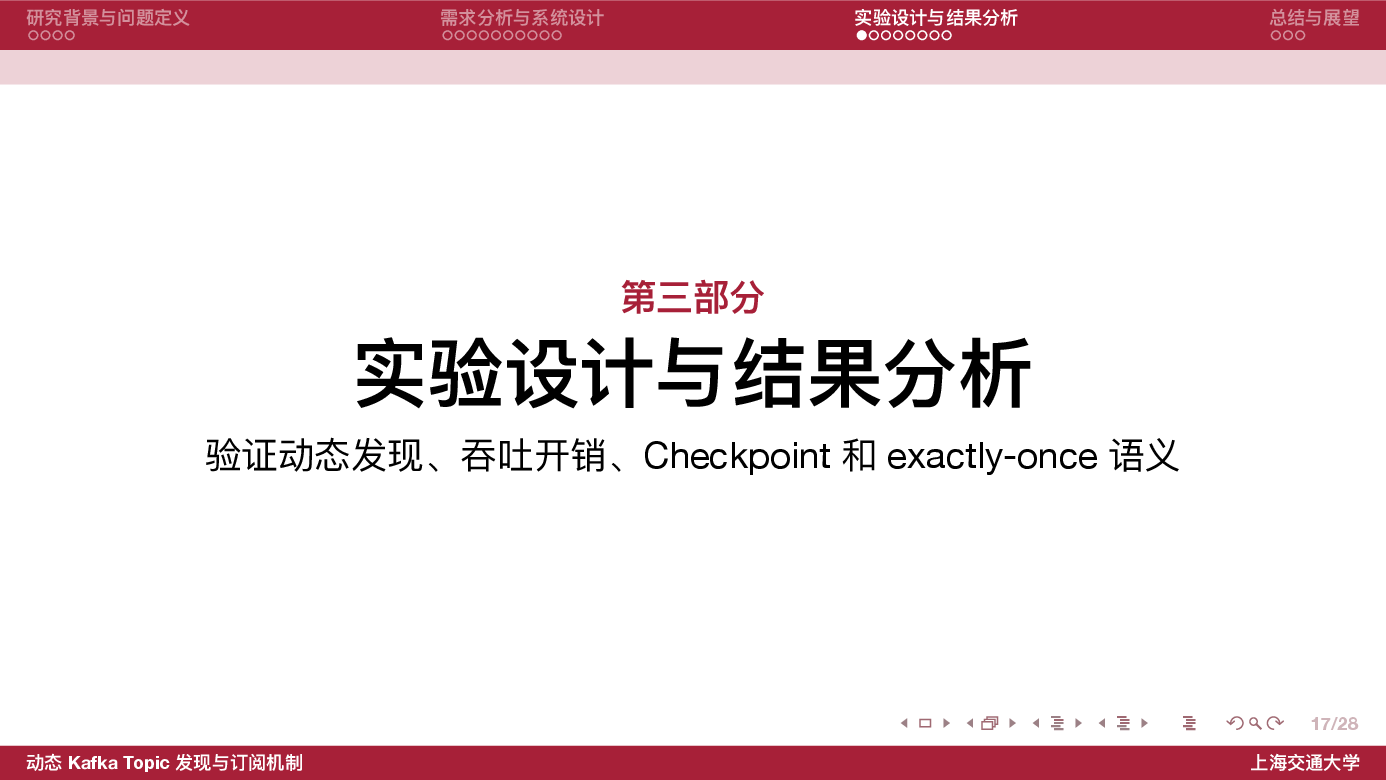 研究背景与问题定义
需求分析与系统设计
实验设计与结果分析
总结与展望
第三部分
实验设计与结果分析
验证动态发现、吞吐开销、Checkpoint 和 exactly-once 语义
17/28
动态 Kafka Topic 发现与订阅机制
上海交通大学